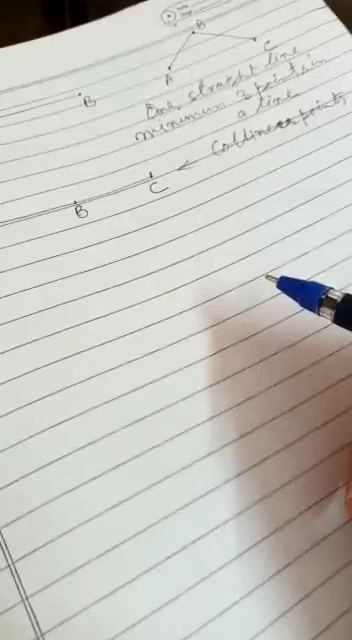 B
C
A
B
One straight line
minimum 3 points in
a line
Collinear points
C
B